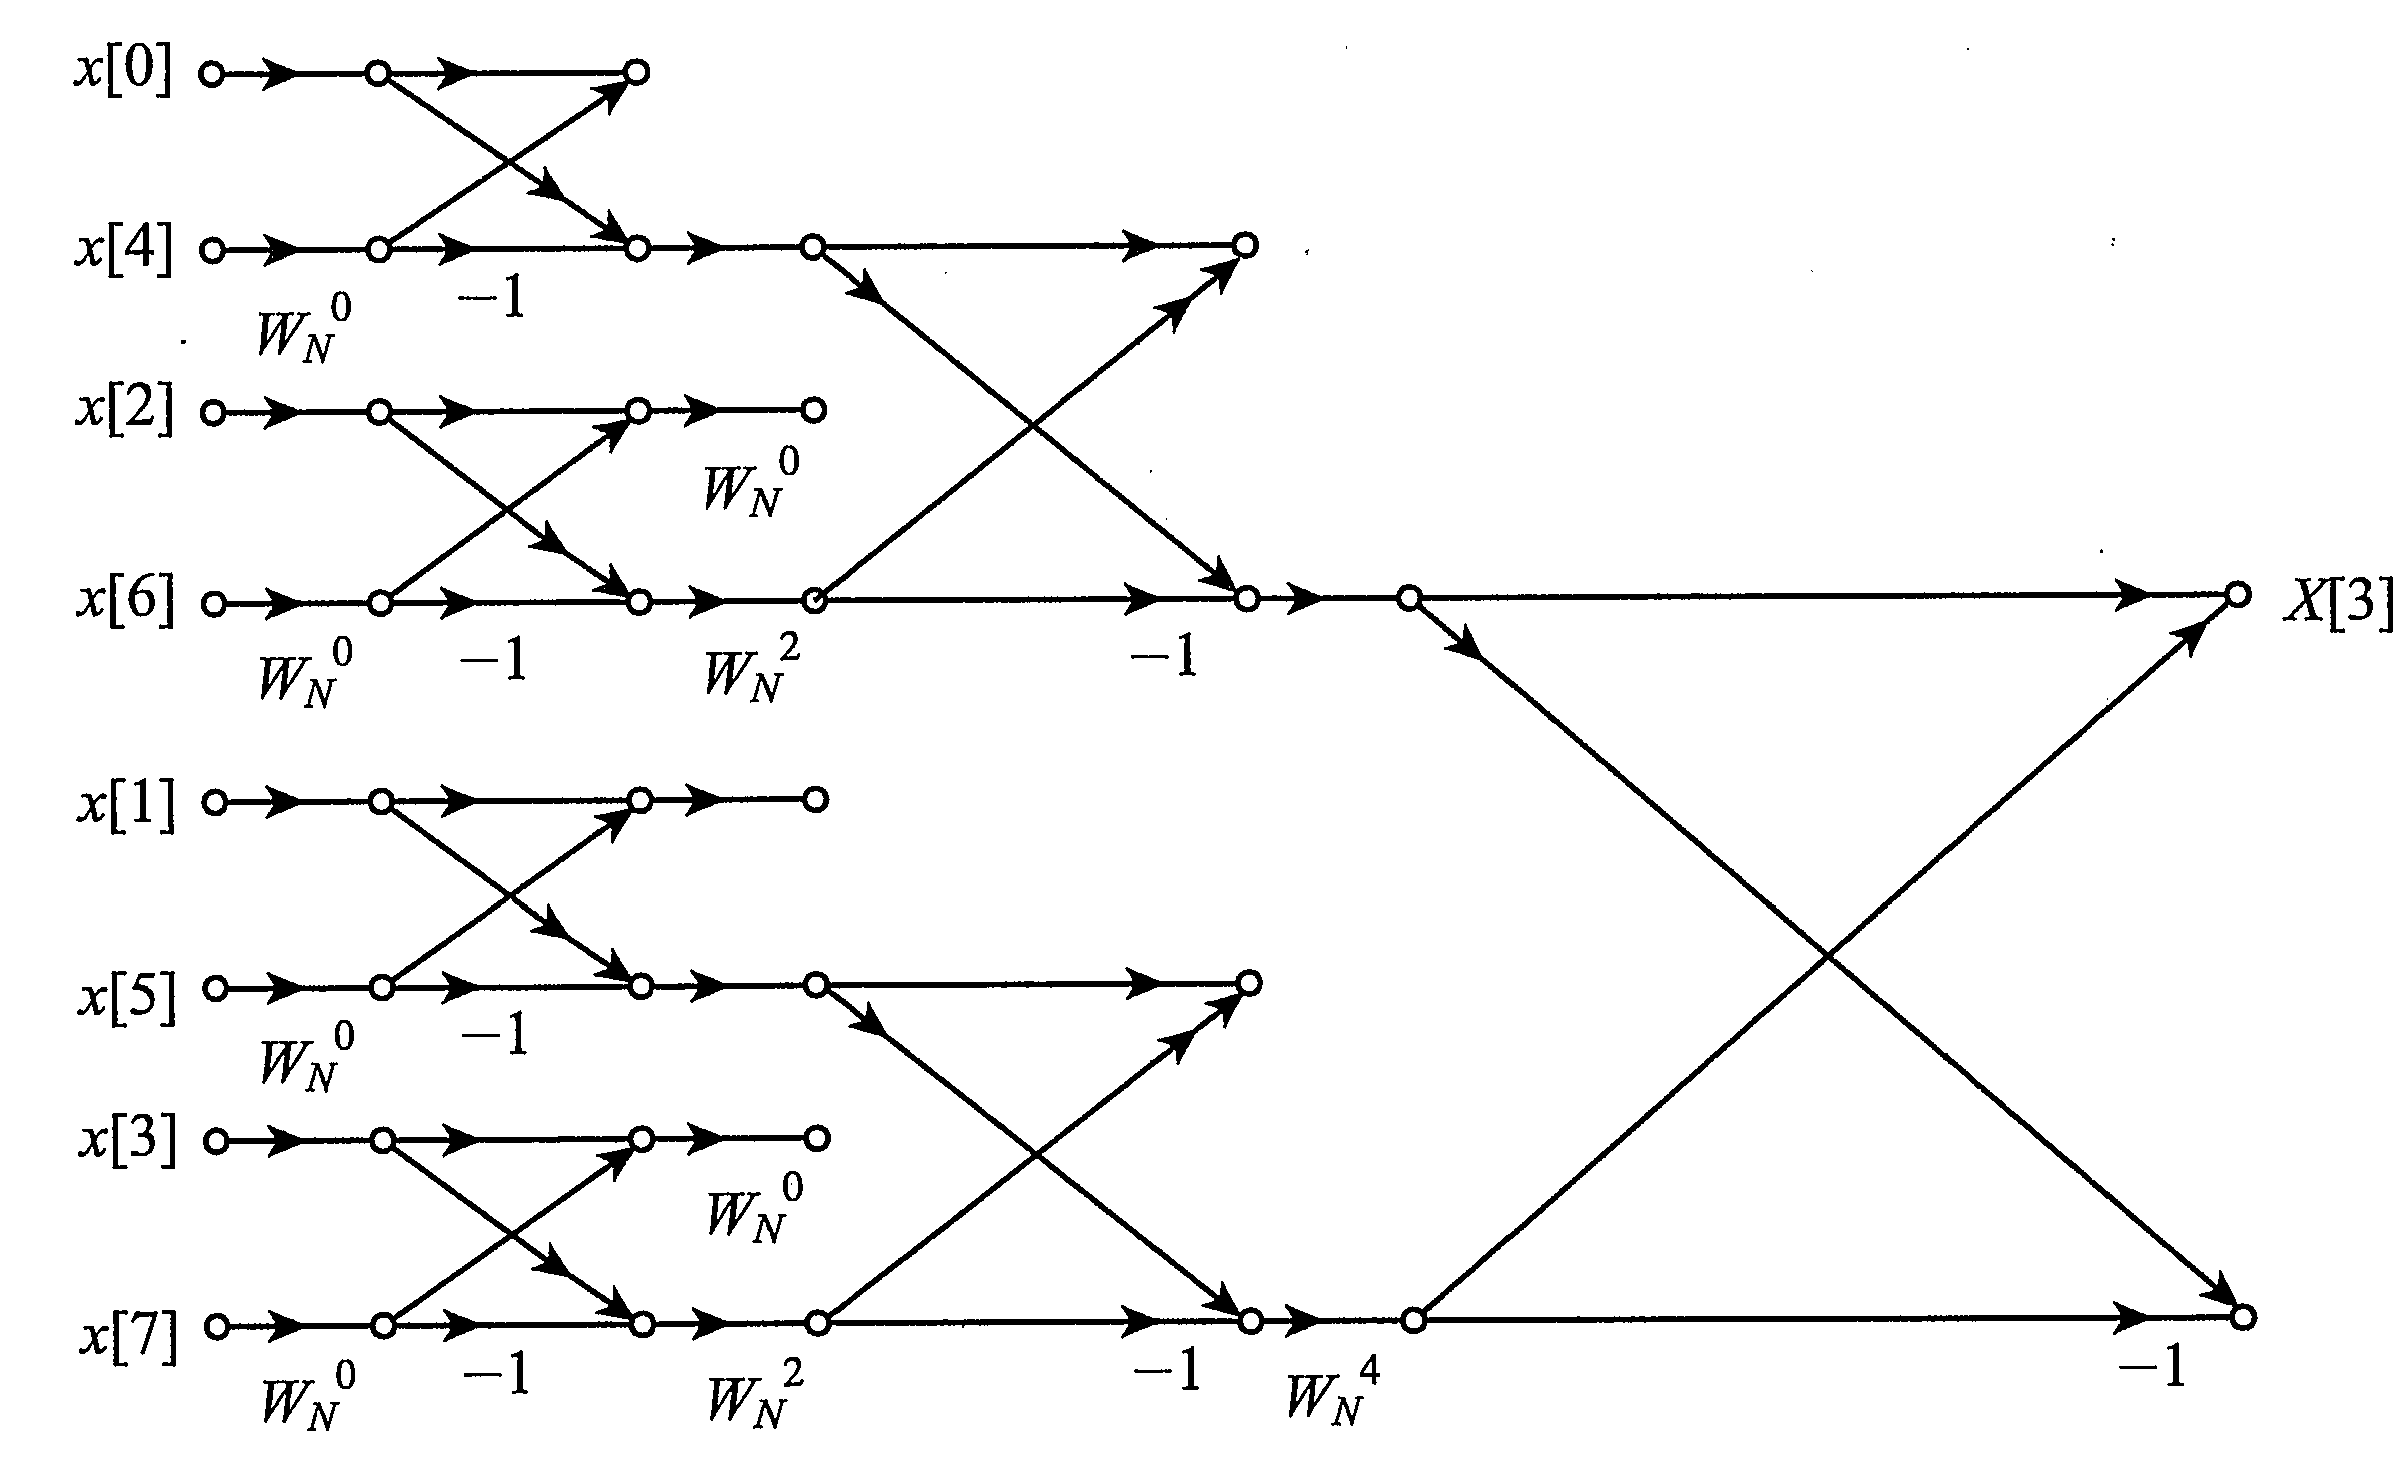 x[0]
x[4]
W_N^0
−1
x[2]
W_N^0
x[6]
X[3]
W_N^0
−1
W_N^2
−1
x[1]
x[5]
W_N^0
−1
x[3]
W_N^0
x[7]
W_N^0
−1
W_N^2
−1
W_N^4
−1